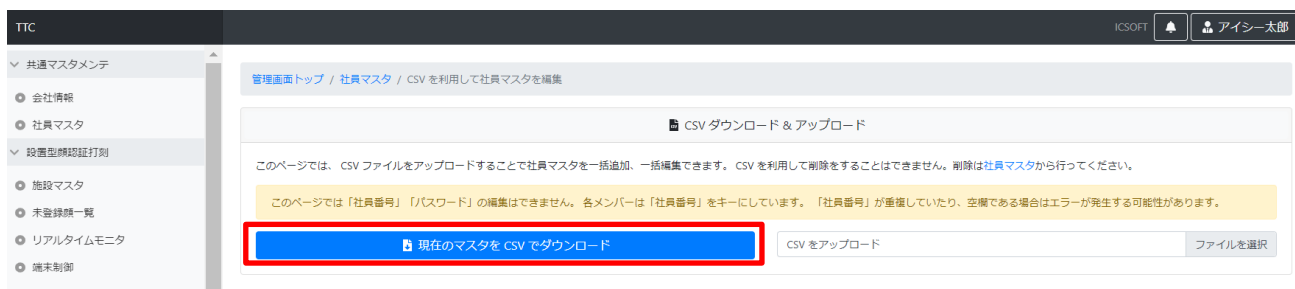 TTC
ICSOFT
アイシー太郎
共通マスタメンテ
会社情報
社員マスタ
設置型顔認証打刻
施設マスタ
未登録顔一覧
リアルタイムモニタ
端末制御
管理画面トップ / 社員マスタ / CSV を利用して社員マスタを編集
CSV ダウンロード & アップロード
このページでは、 CSV ファイルをアップロードすることで社員マスタを一括追加、一括編集できます。 CSV を利用して削除をすることはできません。削除は社員マスタから行ってください。
このページでは「社員番号」「パスワード」の編集はできません。 各メンバーは「社員番号」をキーにしています。 「社員番号」が重複していたり、空欄である場合はエラーが発生する可能性があります。
現在のマスタを CSV でダウンロード
CSV をアップロード
ファイルを選択